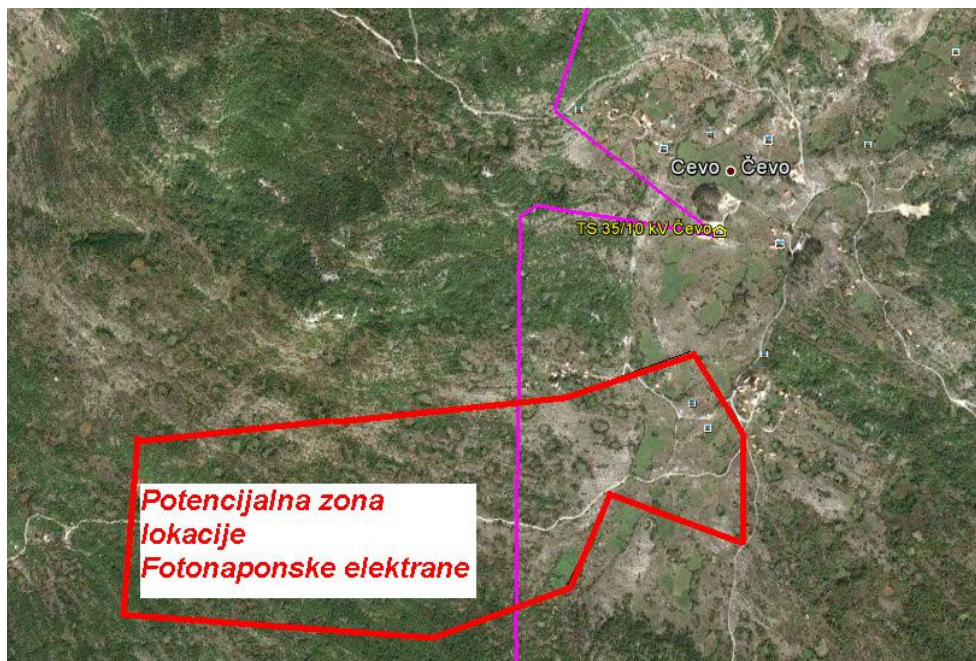 Cevo Čevo
TS 35/10 kV Čevo
Potencijalna zona
lokacije
Fotonaponske elektrane